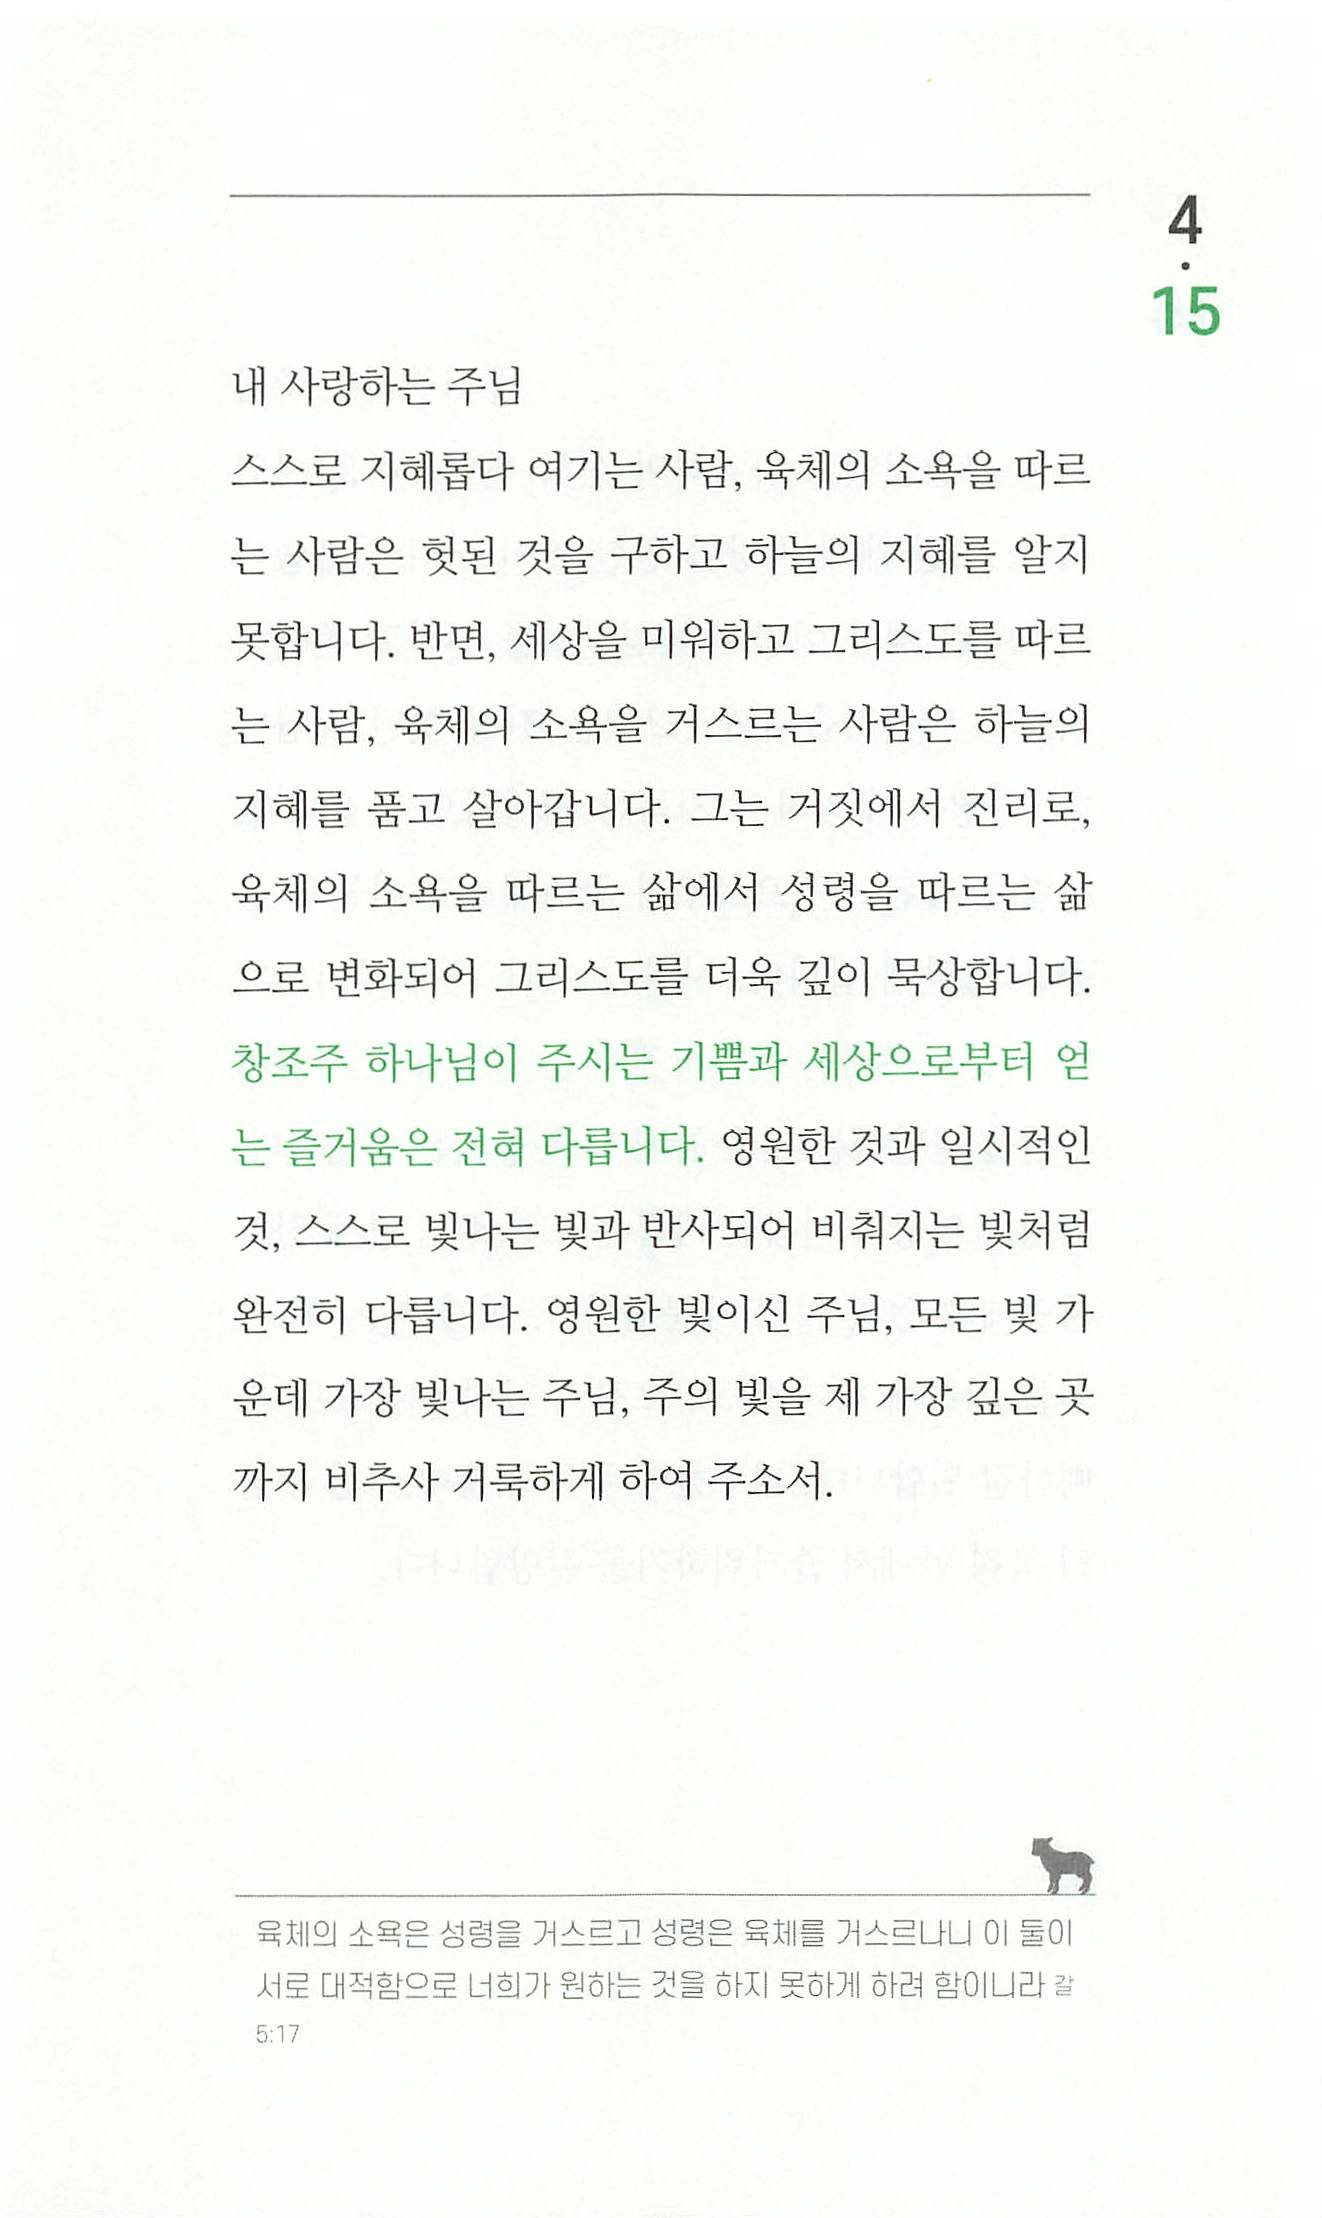 4
·
15
내 사랑하는 주님
스스로 지혜롭다 여기는 사람, 육체의 소욕을 따르
는 사람은 헛된 것을 구하고 하늘의 지혜를 알지
못합니다. 반면, 세상을 미워하고 그리스도를 따르
는 사람, 육체의 소욕을 거스르는 사람은 하늘의
지혜를 품고 살아갑니다. 그는 거짓에서 진리로,
육체의 소욕을 따르는 삶에서 성령을 따르는 삶
으로 변화되어 그리스도를 더욱 깊이 묵상합니다.
창조주 하나님이 주시는 기쁨과 세상으로부터 얻
는 즐거움은 전혀 다릅니다. 영원한 것과 일시적인
것, 스스로 빛나는 빛과 반사되어 비춰지는 빛처럼
완전히 다릅니다. 영원한 빛이신 주님, 모든 빛 가
운데 가장 빛나는 주님, 주의 빛을 제 가장 깊은 곳
까지 비추사 거룩하게 하여 주소서.
육체의 소욕은 성령을 거스르고 성령은 육체를 거스르나니 이 둘이
서로 대적함으로 너희가 원하는 것을 하지 못하게 하려 함이니라 갈
5:17